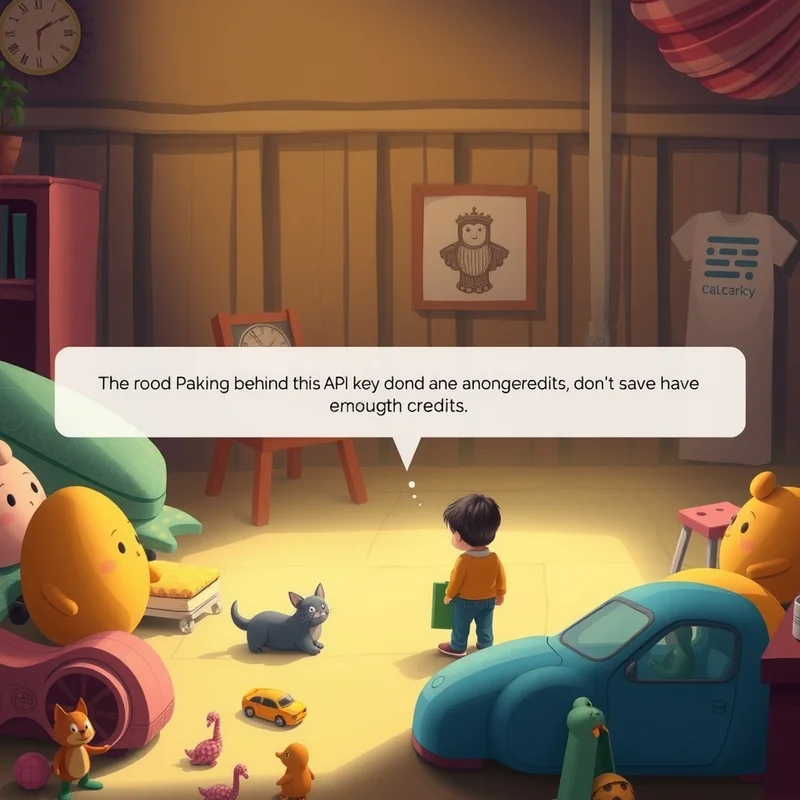 The rood Paking behind this API key dond ane anongeredits, don't save have
emougth credits.
CaLcarky